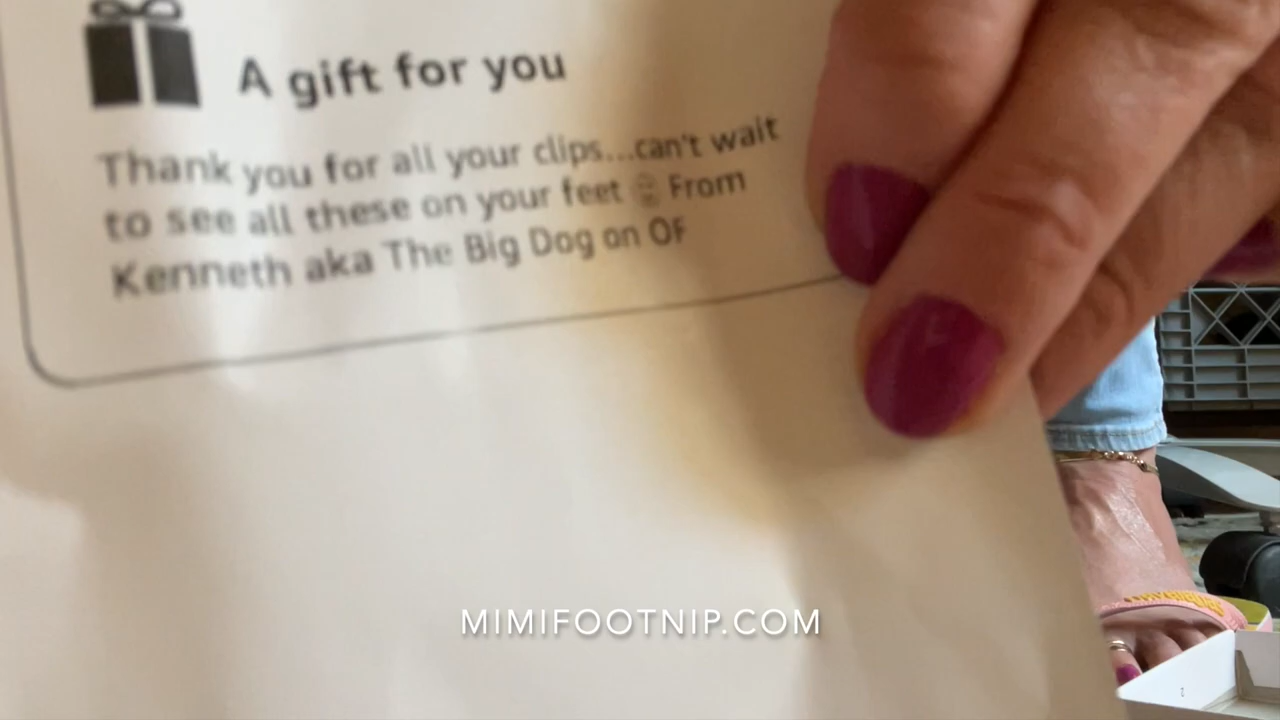 A gift for you
Thank you for all your clips...can't wait
to see all these on your feet From
Kenneth aka The Big Dog on OF
MIMIFOOTNIP.COM